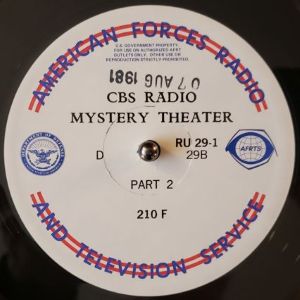 AMERICAN FORCES RADIO
U.S. GOVERNMENT PROPERTY
FOR USE ON AUTHORIZED AFRT
OUTLETS ONLY. OTHER USE OR
REPRODUCTION STRICTLY PROHIBITED.
07 AUG 1981
CBS RADIO
MYSTERY THEATER
RU 29-1
D 29B
DEPARTMENT OF DEFENSE
AFRTS
PART 2
210 F
AND TELEVISION SERVICE